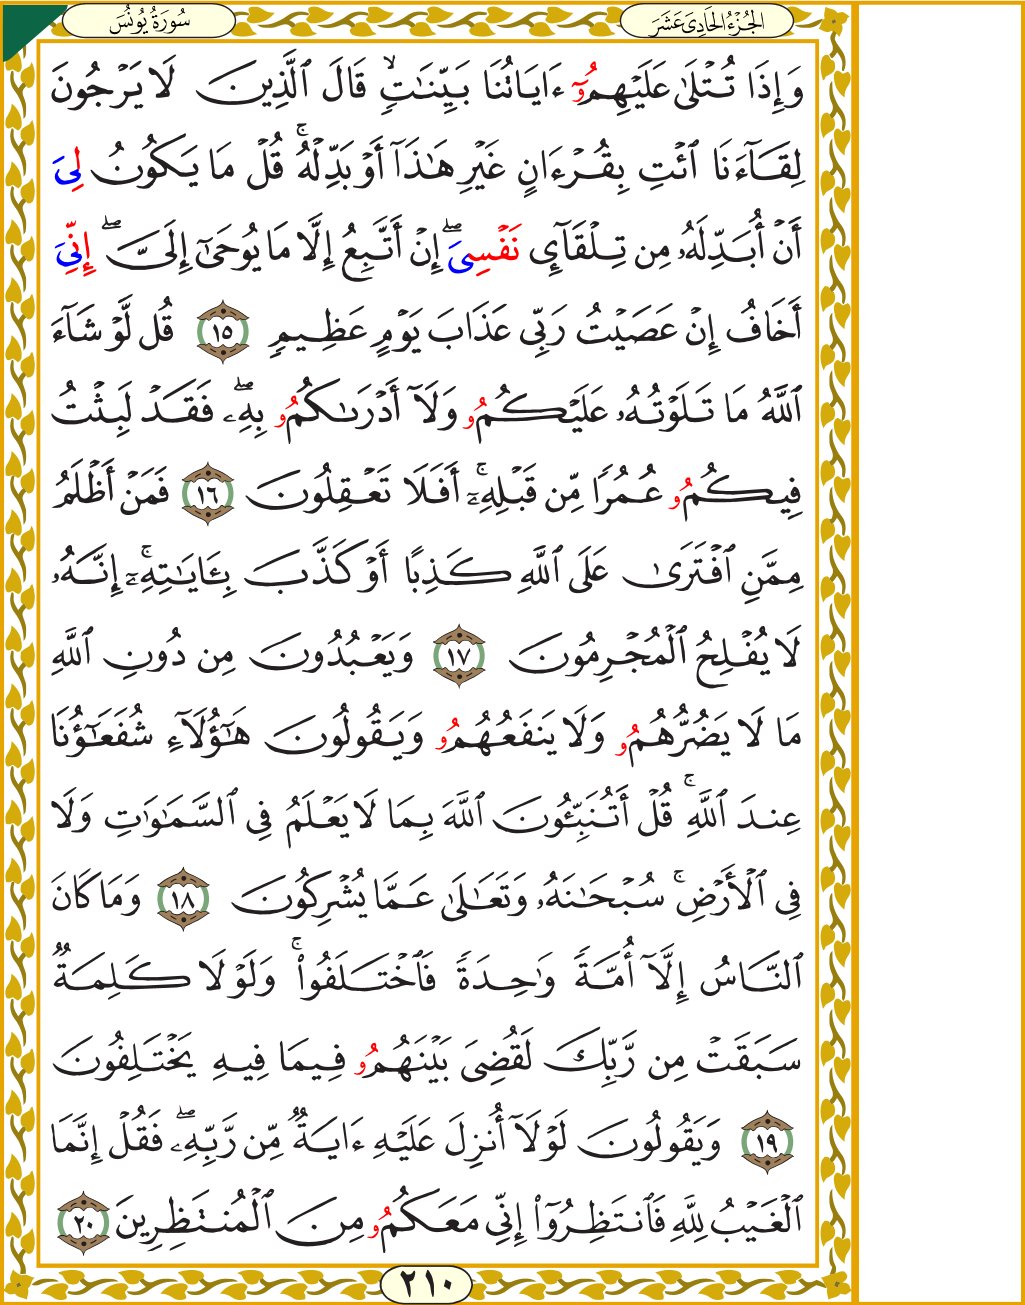 الجُزْءُ الحَادِىَ عَشَرَ
سُورَةُ يُونُسَ
وَإِذَا تُتْلَىٰ عَلَيْهِمُۥٓ ءَايَاتُنَا بَيِّنَٰتٍۙ قَالَ ٱلَّذِينَ لَا يَرْجُونَ
لِقَآءَنَا ٱئْتِ بِقُرْءَانٍ غَيْرِ هَٰذَآ أَوْ بَدِّلْهُۚ قُلْ مَا يَكُونُ لِىَ
أَنْ أُبَدِّلَهُۥ مِن تِلْقَآئِ نَفْسِىَۖ إِنْ أَتَّبِعُ إِلَّا مَا يُوحَىٰٓ إِلَىَّۖ إِنِّىَ
أَخَافُ إِنْ عَصَيْتُ رَبِّى عَذَابَ يَوْمٍ عَظِيمٍ ١٥ قُل لَّوْ شَآءَ
ٱللَّهُ مَا تَلَوْتُهُۥ عَلَيْكُمُۥ وَلَآ أَدْرَىٰكُمُۥ بِهِۦۖ فَقَدْ لَبِثْتُ
فِيكُمُۥ عُمُرًا مِّن قَبْلِهِۦٓۚ أَفَلَا تَعْقِلُونَ ١٦ فَمَنْ أَظْلَمُ
مِمَّنِ ٱفْتَرَىٰ عَلَى ٱللَّهِ كَذِبًا أَوْ كَذَّبَ بِـَٔايَٰتِهِۦٓۚ إِنَّهُۥ
لَا يُفْلِحُ ٱلْمُجْرِمُونَ ١٧ وَيَعْبُدُونَ مِن دُونِ ٱللَّهِ
مَا لَا يَضُرُّهُمُۥ وَلَا يَنفَعُهُمُۥ وَيَقُولُونَ هَٰٓؤُلَآءِ شُفَعَٰٓؤُنَا
عِندَ ٱللَّهِۚ قُلْ أَتُنَبِّـُٔونَ ٱللَّهَ بِمَا لَا يَعْلَمُ فِى ٱلسَّمَٰوَٰتِ وَلَا
فِى ٱلْأَرْضِۚ سُبْحَٰنَهُۥ وَتَعَٰلَىٰ عَمَّا يُشْرِكُونَ ١٨ وَمَا كَانَ
ٱلنَّاسُ إِلَّآ أُمَّةً وَٰحِدَةً فَٱخْتَلَفُوا۟ۚ وَلَوْلَا كَلِمَةٌ
سَبَقَتْ مِن رَّبِّكَ لَقُضِىَ بَيْنَهُمُۥ فِيمَا فِيهِ يَخْتَلِفُونَ
١٩ وَيَقُولُونَ لَوْلَآ أُنزِلَ عَلَيْهِ ءَايَةٌ مِّن رَّبِّهِۦۖ فَقُلْ إِنَّمَا
ٱلْغَيْبُ لِلَّهِ فَٱنتَظِرُوٓا۟ إِنِّى مَعَكُمُۥ مِنَ ٱلْمُنتَظِرِينَ ٢٠
٢١٠